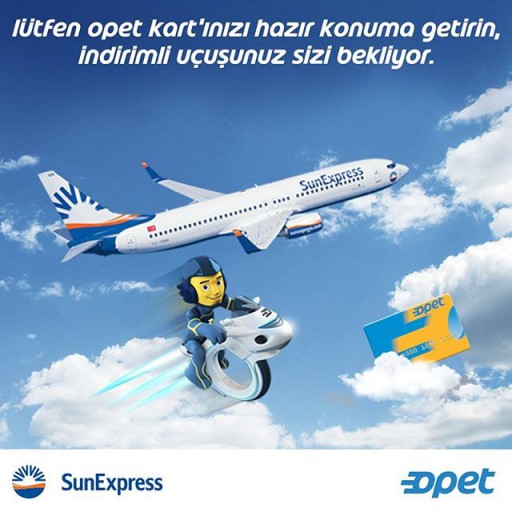 lütfen opet kart'ınızı hazır konuma getirin,
indirimli uçuşunuz sizi bekliyor.
SunExpress
opet
SunExpress
opet